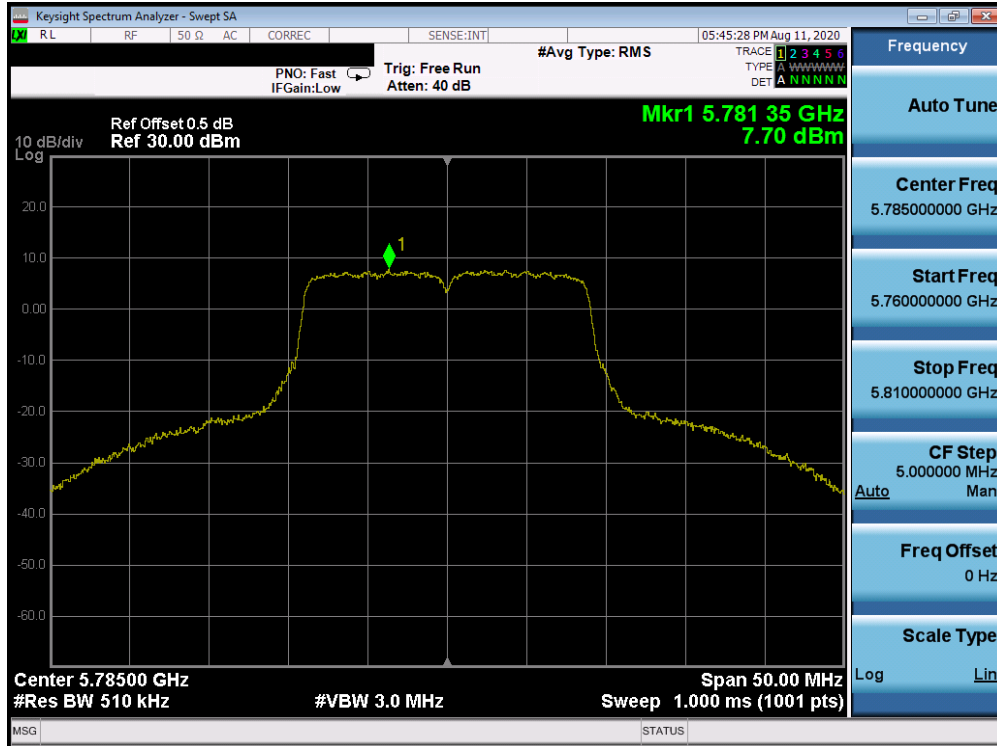 Keysight Spectrum Analyzer - Swept SA
LXI RL RF 50 Ω AC CORREC SENSE:INT 05:45:28 PM Aug 11, 2020
#Avg Type: RMS TRACE 1 2 3 4 5 6
PNO: Fast Trig: Free Run TYPE A WWWWW
IFGain:Low Atten: 40 dB DET A N N N N N
Mkr1 5.781 35 GHz
7.70 dBm
Ref Offset 0.5 dB
10 dB/div Ref 30.00 dBm
Log
20.0
10.0
0.00
-10.0
-20.0
-30.0
-40.0
-50.0
-60.0
1
Center 5.78500 GHz Span 50.00 MHz
#Res BW 510 kHz #VBW 3.0 MHz Sweep 1.000 ms (1001 pts)
MSG STATUS
Frequency
Auto Tune
Center Freq
5.785000000 GHz
Start Freq
5.760000000 GHz
Stop Freq
5.810000000 GHz
CF Step
5.000000 MHz
Auto Man
Freq Offset
0 Hz
Scale Type
Log Lin